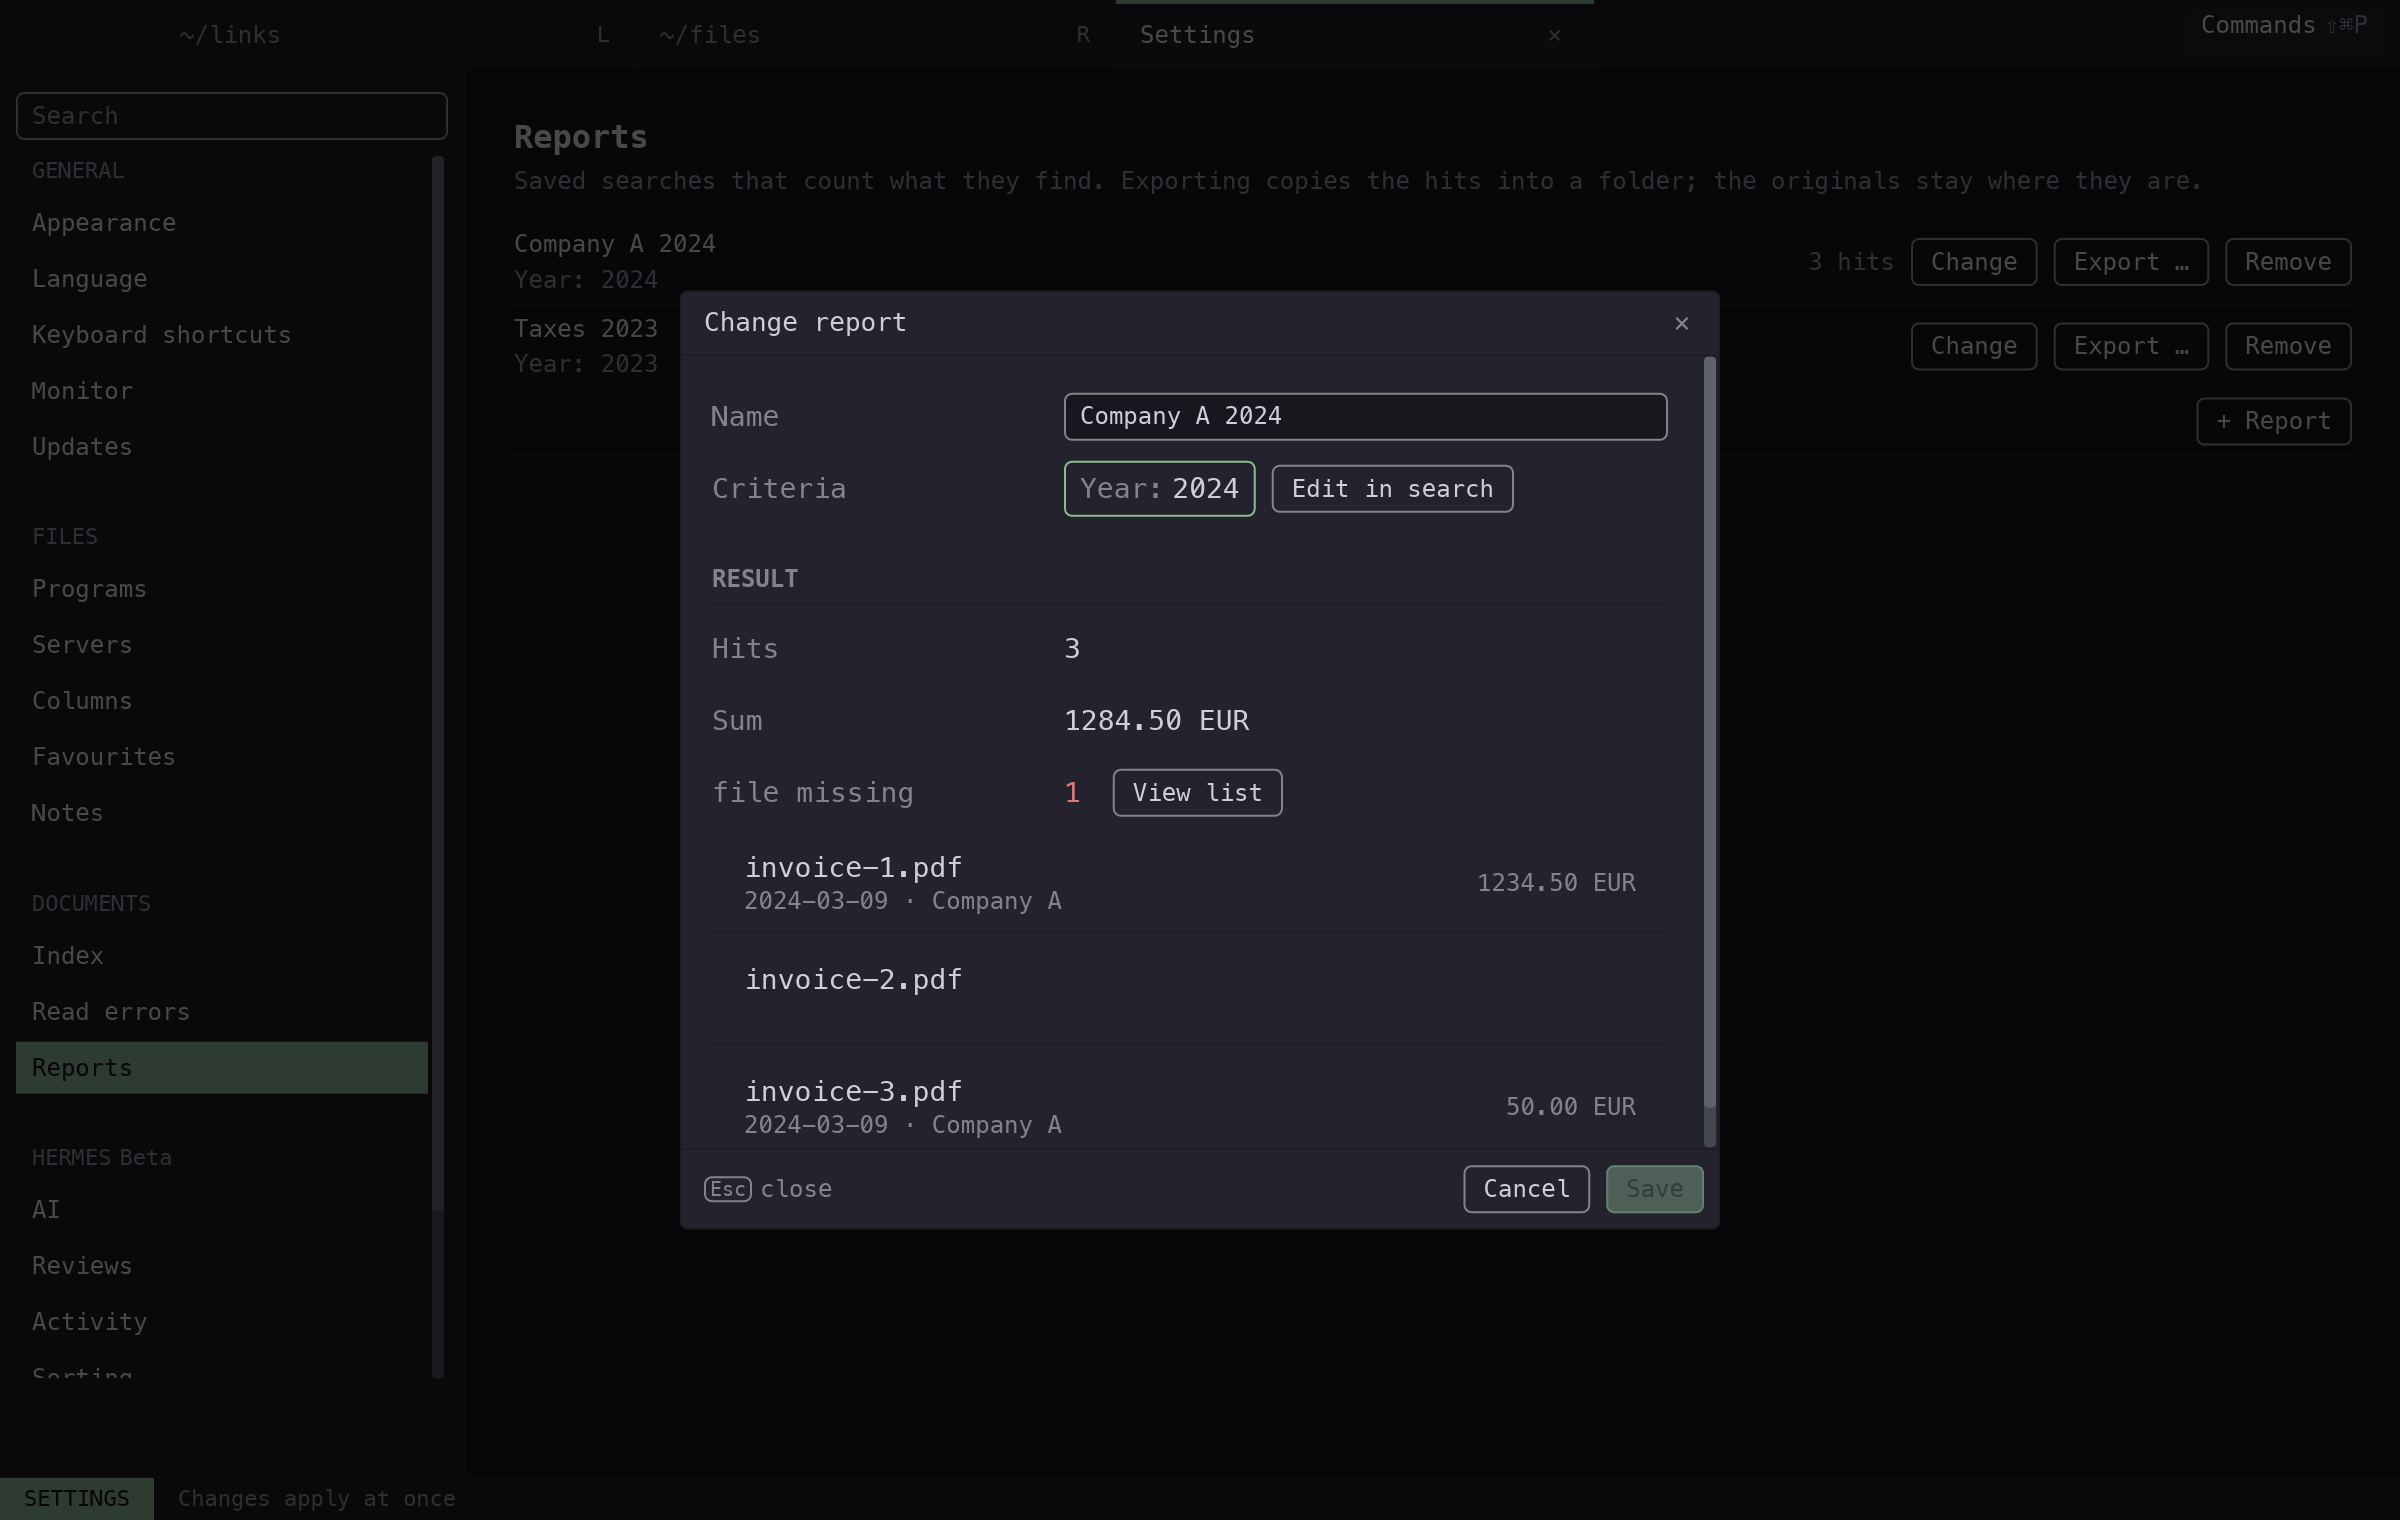 ~/links L ~/files R Settings × Commands ⇧⌘P
Search
GENERAL
Appearance
Language
Keyboard shortcuts
Monitor
Updates
FILES
Programs
Servers
Columns
Favourites
Notes
DOCUMENTS
Index
Read errors
Reports
HERMES Beta
AI
Reviews
Activity
Sorting
Reports
Saved searches that count what they find. Exporting copies the hits into a folder; the originals stay where they are.
Company A 2024
Year: 2024
3 hits Change Export … Remove
Taxes 2023
Year: 2023
Change Export … Remove
+ Report
Change report ×
Name Company A 2024
Criteria Year: 2024 Edit in search
RESULT
Hits 3
Sum 1284.50 EUR
file missing 1 View list
invoice-1.pdf
2024-03-09 · Company A
1234.50 EUR
invoice-2.pdf
invoice-3.pdf
2024-03-09 · Company A
50.00 EUR
Esc close Cancel Save
SETTINGS Changes apply at once